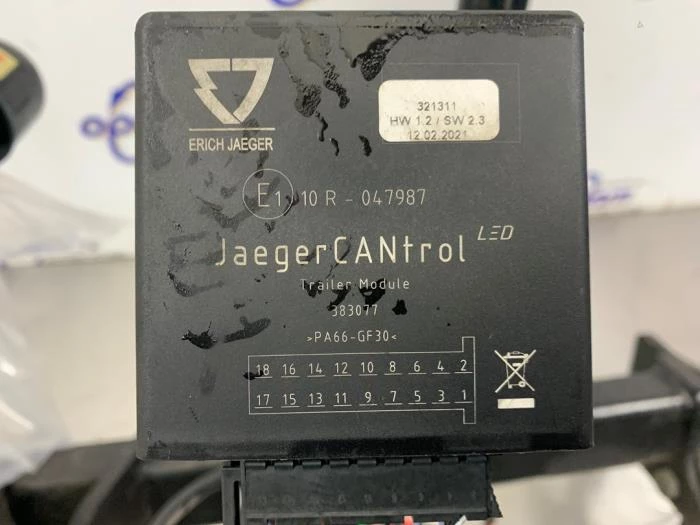 321311
HW 1.2 / SW 2.3
12.02.2021
ERICH JAEGER
E1 10 R - 047987
JaegerCANtrol LED
Trailer Module
383077
>PA66-GF30<
18 16 14 12 10 8 6 4 2
17 15 13 11 9 7 5 3 1